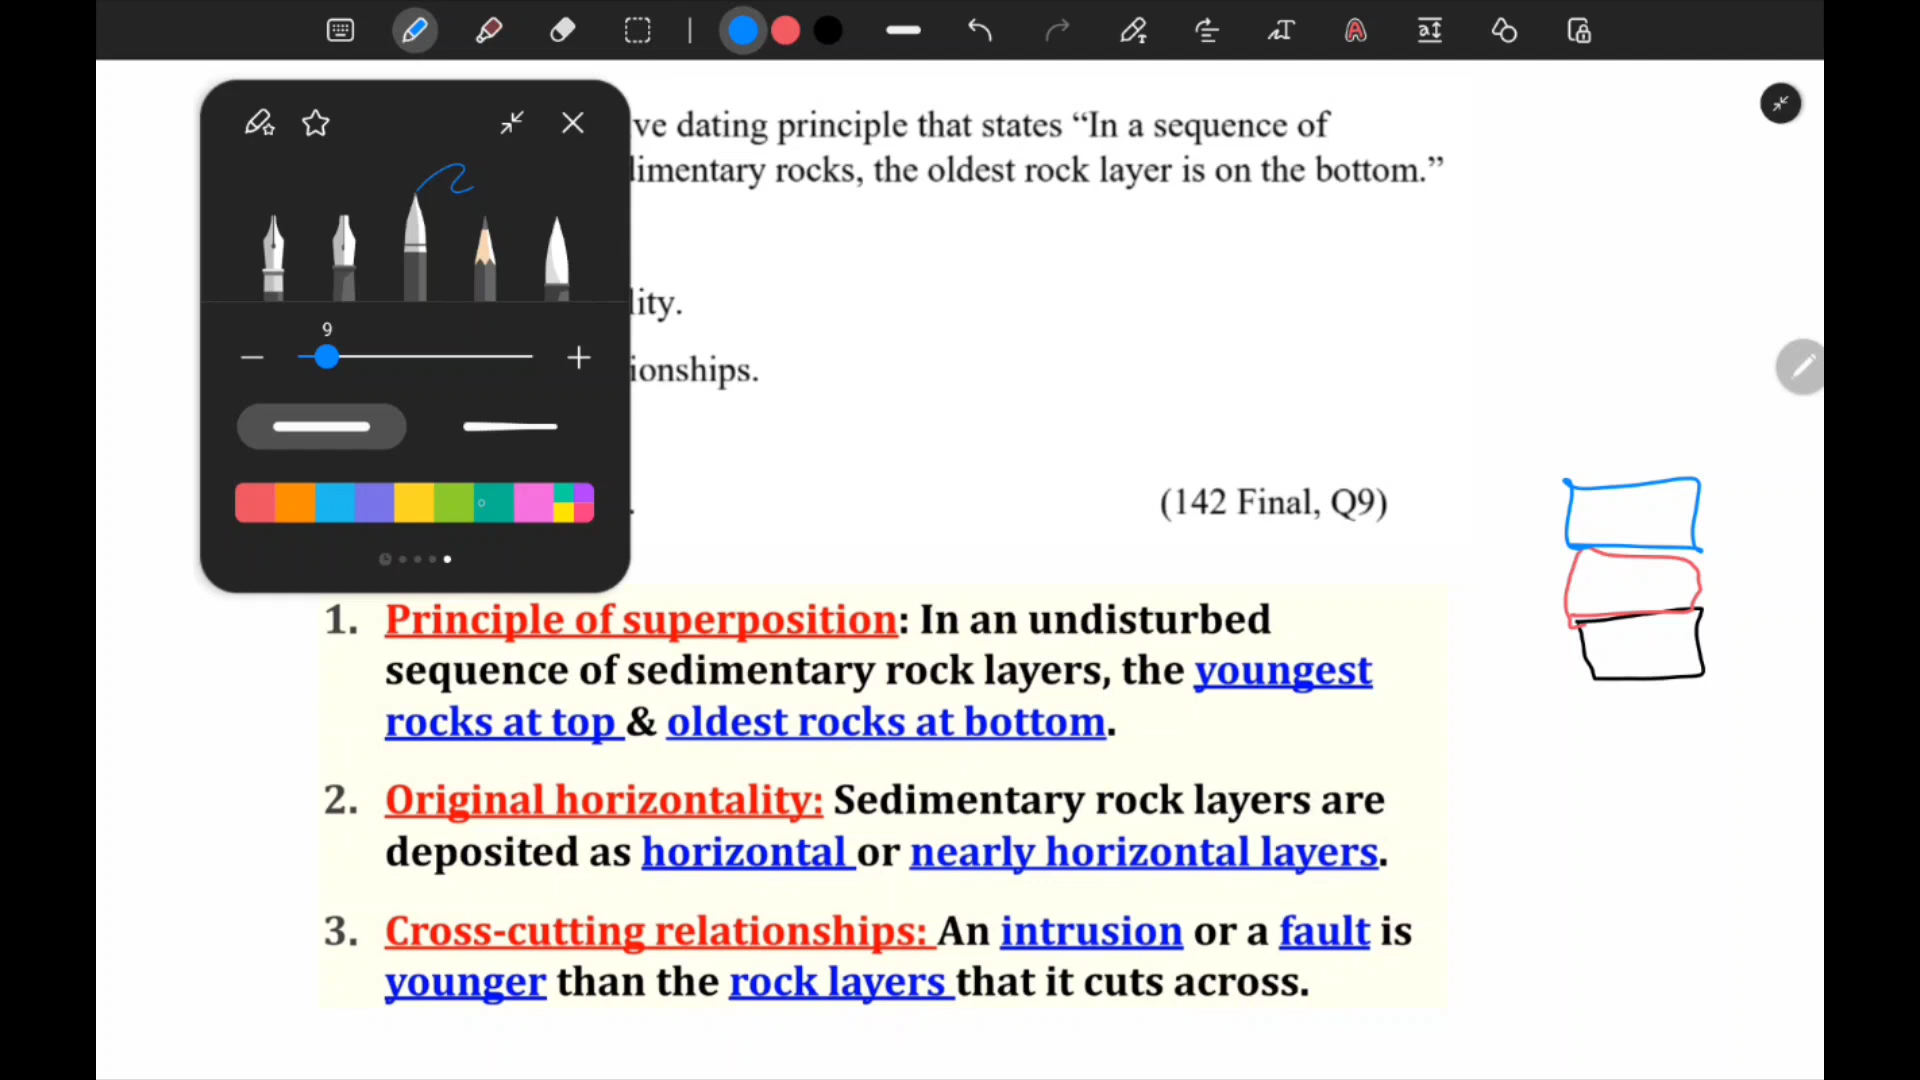 ve dating principle that states “In a sequence of
dimentary rocks, the oldest rock layer is on the bottom.”
9
lity.
ionships.
(142 Final, Q9)
1. Principle of superposition: In an undisturbed
sequence of sedimentary rock layers, the youngest
rocks at top & oldest rocks at bottom.
2. Original horizontality: Sedimentary rock layers are
deposited as horizontal or nearly horizontal layers.
3. Cross-cutting relationships: An intrusion or a fault is
younger than the rock layers that it cuts across.